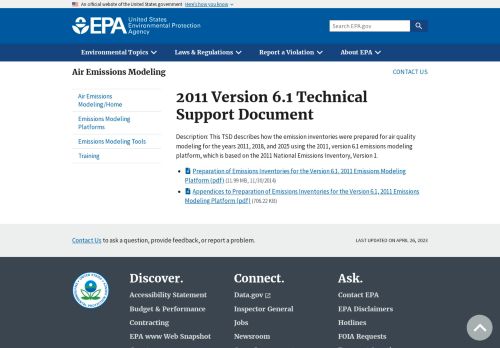 An official website of the United States government Here's how you know
EPA United States
Environmental Protection
Agency
Search EPA.gov
Environmental Topics Laws & Regulations Report a Violation About EPA
Air Emissions Modeling
CONTACT US
Air Emissions
Modeling/Home
Emissions Modeling
Platforms
Emissions Modeling Tools
Training
2011 Version 6.1 Technical
Support Document
Description: This TSD describes how the emission inventories were prepared for air quality
modeling for the years 2011, 2018, and 2025 using the 2011, version 6.1 emissions modeling
platform, which is based on the 2011 National Emissions Inventory, Version 1.
Preparation of Emissions Inventories for the Version 6.1, 2011 Emissions Modeling
Platform (pdf) (11.99 MB, 11/30/2014)
Appendices to Preparation of Emissions Inventories for the Version 6.1, 2011 Emissions
Modeling Platform (pdf) (706.22 KB)
Contact Us to ask a question, provide feedback, or report a problem.
LAST UPDATED ON APRIL 26, 2023
Discover.
Accessibility Statement
Budget & Performance
Contracting
EPA www Web Snapshot
Connect.
Data.gov
Inspector General
Jobs
Newsroom
Ask.
Contact EPA
EPA Disclaimers
Hotlines
FOIA Requests